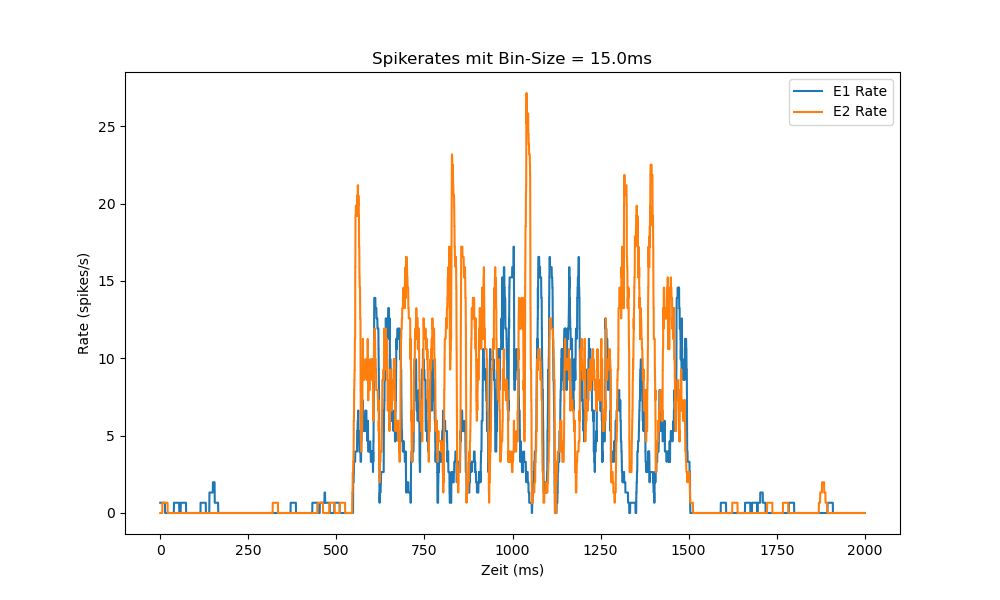 Spikerates mit Bin-Size = 15.0ms
E1 Rate
E2 Rate
Rate (spikes/s)
25
20
15
10
5
0
0 250 500 750 1000 1250 1500 1750 2000
Zeit (ms)